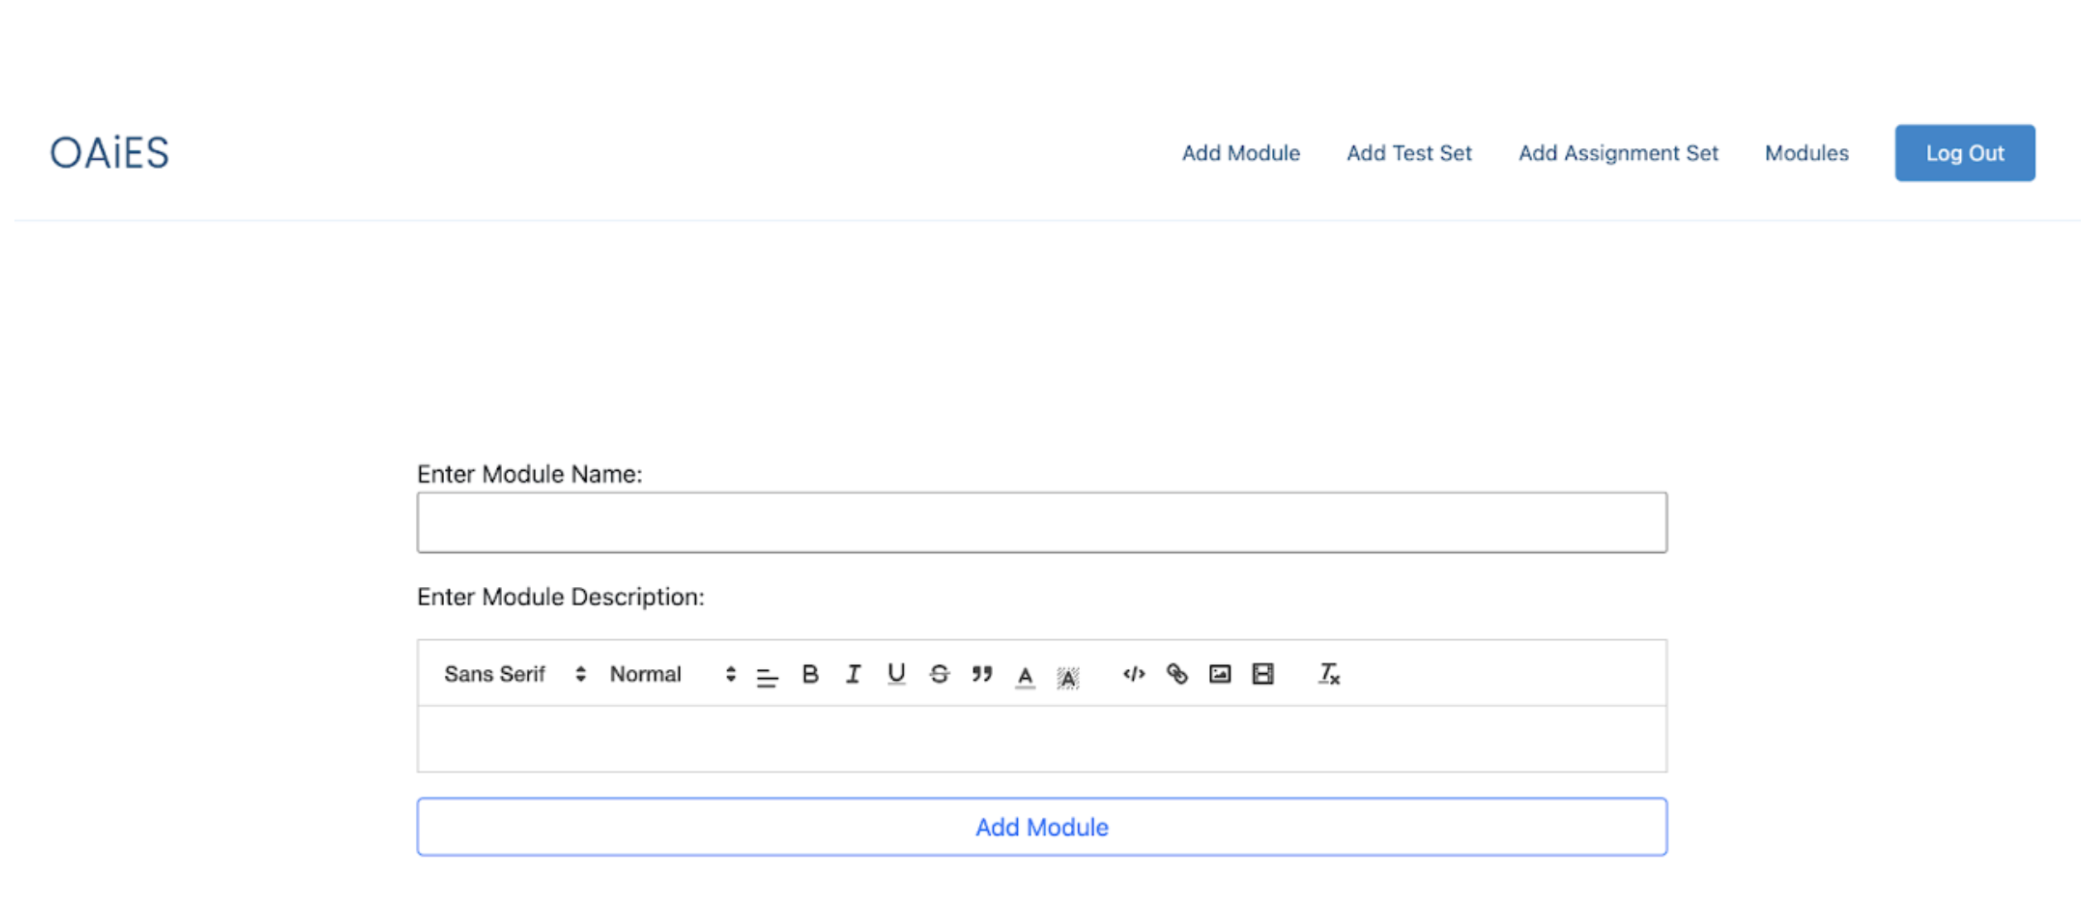 OAiES
Add Module Add Test Set Add Assignment Set Modules Log Out
Enter Module Name:
Enter Module Description:
Sans Serif Normal
Add Module